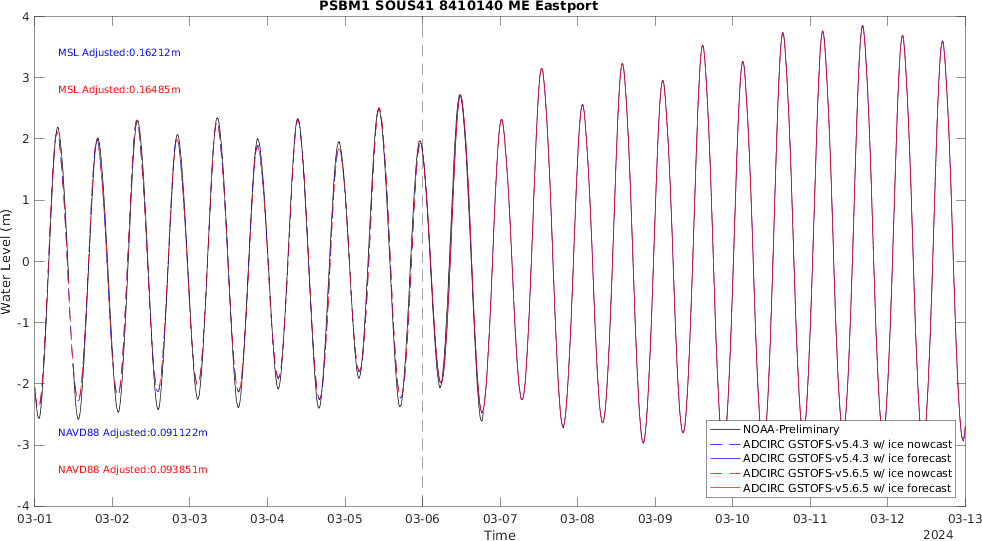 PSBM1 SOUS41 8410140 ME Eastport
4
3
2
1
0
-1
-2
-3
-4
Water Level (m)
MSL Adjusted:0.16212m
MSL Adjusted:0.16485m
NAVD88 Adjusted:0.091122m
NAVD88 Adjusted:0.093851m
NOAA-Preliminary
ADCIRC GSTOFS-v5.4.3 w/ ice nowcast
ADCIRC GSTOFS-v5.4.3 w/ ice forecast
ADCIRC GSTOFS-v5.6.5 w/ ice nowcast
ADCIRC GSTOFS-v5.6.5 w/ ice forecast
03-01 03-02 03-03 03-04 03-05 03-06 03-07 03-08 03-09 03-10 03-11 03-12 03-13
Time
2024